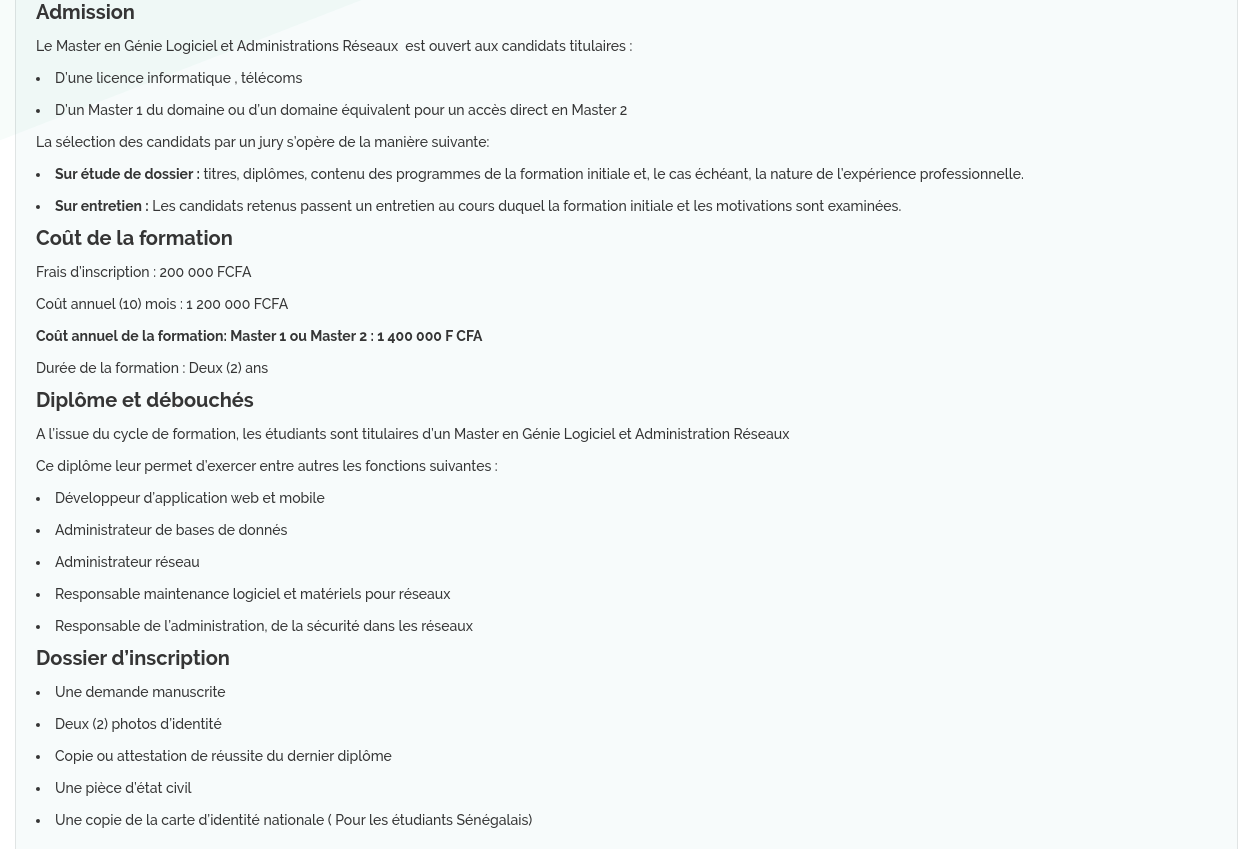 Admission
Le Master en Génie Logiciel et Administrations Réseaux  est ouvert aux candidats titulaires :
• D’une licence informatique , télécoms
• D’un Master 1 du domaine ou d’un domaine équivalent pour un accès direct en Master 2
La sélection des candidats par un jury s’opère de la manière suivante:
• Sur étude de dossier : titres, diplômes, contenu des programmes de la formation initiale et, le cas échéant, la nature de l’expérience professionnelle.
• Sur entretien : Les candidats retenus passent un entretien au cours duquel la formation initiale et les motivations sont examinées.
Coût de la formation
Frais d’inscription : 200 000 FCFA
Coût annuel (10) mois : 1 200 000 FCFA
Coût annuel de la formation: Master 1 ou Master 2 : 1 400 000 F CFA
Durée de la formation : Deux (2) ans
Diplôme et débouchés
A l’issue du cycle de formation, les étudiants sont titulaires d’un Master en Génie Logiciel et Administration Réseaux
Ce diplôme leur permet d’exercer entre autres les fonctions suivantes :
• Développeur d’application web et mobile
• Administrateur de bases de donnés
• Administrateur réseau
• Responsable maintenance logiciel et matériels pour réseaux
• Responsable de l’administration, de la sécurité dans les réseaux
Dossier d’inscription
• Une demande manuscrite
• Deux (2) photos d’identité
• Copie ou attestation de réussite du dernier diplôme
• Une pièce d’état civil
• Une copie de la carte d’identité nationale ( Pour les étudiants Sénégalais)